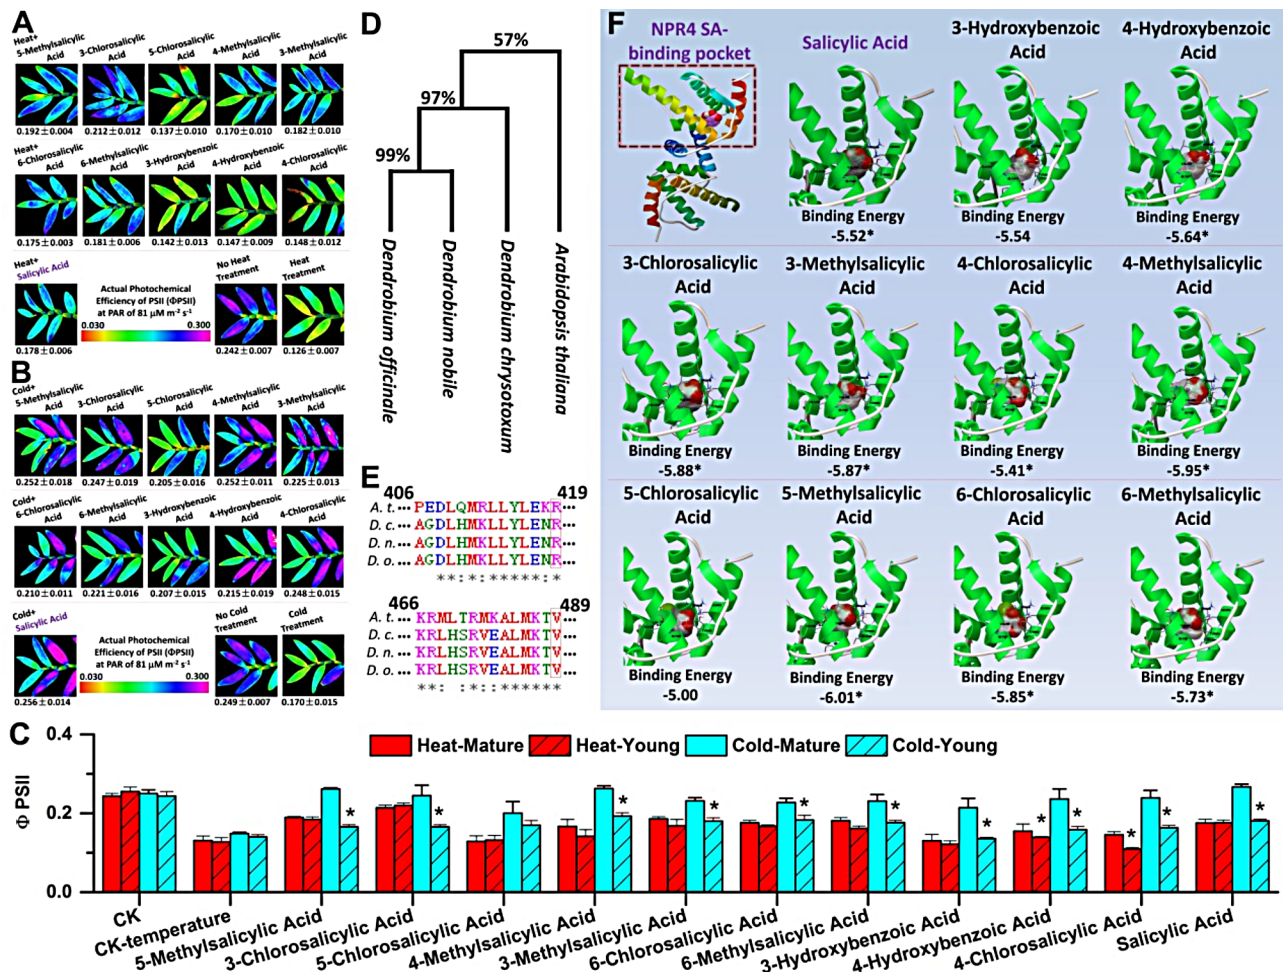 A
Heat+
5-Methylsalicylic Acid
3-Chlorosalicylic Acid
5-Chlorosalicylic Acid
4-Methylsalicylic Acid
3-Methylsalicylic Acid
0.192±0.004 0.212±0.012 0.137±0.010 0.170±0.010 0.182±0.010
Heat+
6-Chlorosalicylic Acid
6-Methylsalicylic Acid
3-Hydroxybenzoic Acid
4-Hydroxybenzoic Acid
4-Chlorosalicylic Acid
0.175±0.003 0.181±0.006 0.142±0.013 0.147±0.009 0.148±0.012
Heat+
Salicylic Acid
No Heat Treatment
Heat Treatment
Actual Photochemical
Efficiency of PSII (ΦPSII)
at PAR of 81 μM m⁻² s⁻¹
0.030 0.300
0.178±0.006 0.242±0.007 0.126±0.007
B
Cold+
5-Methylsalicylic Acid
3-Chlorosalicylic Acid
5-Chlorosalicylic Acid
4-Methylsalicylic Acid
3-Methylsalicylic Acid
0.252±0.018 0.247±0.019 0.205±0.016 0.252±0.011 0.225±0.013
Cold+
6-Chlorosalicylic Acid
6-Methylsalicylic Acid
3-Hydroxybenzoic Acid
4-Hydroxybenzoic Acid
4-Chlorosalicylic Acid
0.210±0.011 0.221±0.016 0.207±0.015 0.215±0.019 0.248±0.015
Cold+
Salicylic Acid
No Cold Treatment
Cold Treatment
Actual Photochemical
Efficiency of PSII (ΦPSII)
at PAR of 81 μM m⁻² s⁻¹
0.030 0.300
0.256±0.014 0.249±0.007 0.170±0.015
D
57%
97%
99%
Dendrobium officinale
Dendrobium nobile
Dendrobium chrysotoxum
Arabidopsis thaliana
E
406 419
A. t. ••• PEDLQMRLLYLEKR•••
D. c. ••• AGDLHMKLLYLENR•••
D. n. ••• AGDLHMKLLYLENR•••
D. o. ••• AGDLHMKLLYLENR•••
**:*:******:*
466 489
A. t. ••• KRMLTRMKALMKTV•••
D. c. ••• KRLHSRVEALMKTV•••
D. n. ••• KRLHSRVEALMKTV•••
D. o. ••• KRLHSRVEALMKTV•••
**: :*::******
F
NPR4 SA-
binding pocket
Salicylic Acid
Binding Energy
-5.52*
3-Hydroxybenzoic
Acid
Binding Energy
-5.54
4-Hydroxybenzoic
Acid
Binding Energy
-5.64*
3-Chlorosalicylic
Acid
Binding Energy
-5.88*
3-Methylsalicylic
Acid
Binding Energy
-5.87*
4-Chlorosalicylic
Acid
Binding Energy
-5.41*
4-Methylsalicylic
Acid
Binding Energy
-5.95*
5-Chlorosalicylic
Acid
Binding Energy
-5.00
5-Methylsalicylic
Acid
Binding Energy
-6.01*
6-Chlorosalicylic
Acid
Binding Energy
-5.85*
6-Methylsalicylic
Acid
Binding Energy
-5.73*
C
Φ PSII
0.4
0.2
0.0
Heat-Mature Heat-Young Cold-Mature Cold-Young
* * * * * * * * * * * *
CK
CK-temperature
5-Methylsalicylic Acid
3-Chlorosalicylic Acid
5-Chlorosalicylic Acid
4-Methylsalicylic Acid
3-Methylsalicylic Acid
6-Chlorosalicylic Acid
6-Methylsalicylic Acid
3-Hydroxybenzoic Acid
4-Hydroxybenzoic Acid
4-Chlorosalicylic Acid
Salicylic Acid